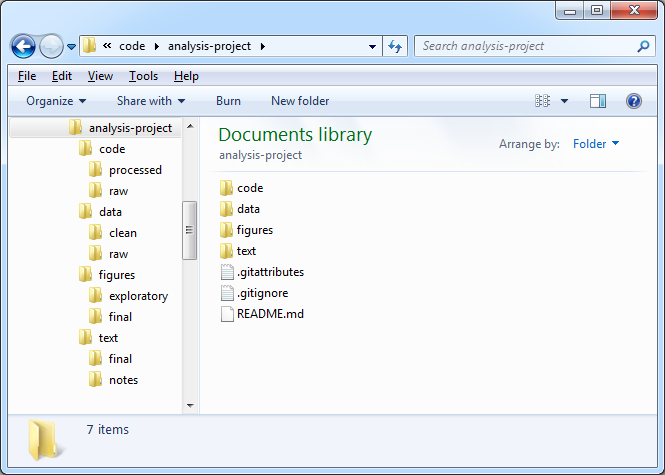 « code ▸ analysis-project ▸
Search analysis-project
File Edit View Tools Help
Organize Share with Burn New folder
analysis-project
code
processed
raw
data
clean
raw
figures
exploratory
final
text
final
notes
Documents library
analysis-project
Arrange by: Folder
code
data
figures
text
.gitattributes
.gitignore
README.md
7 items